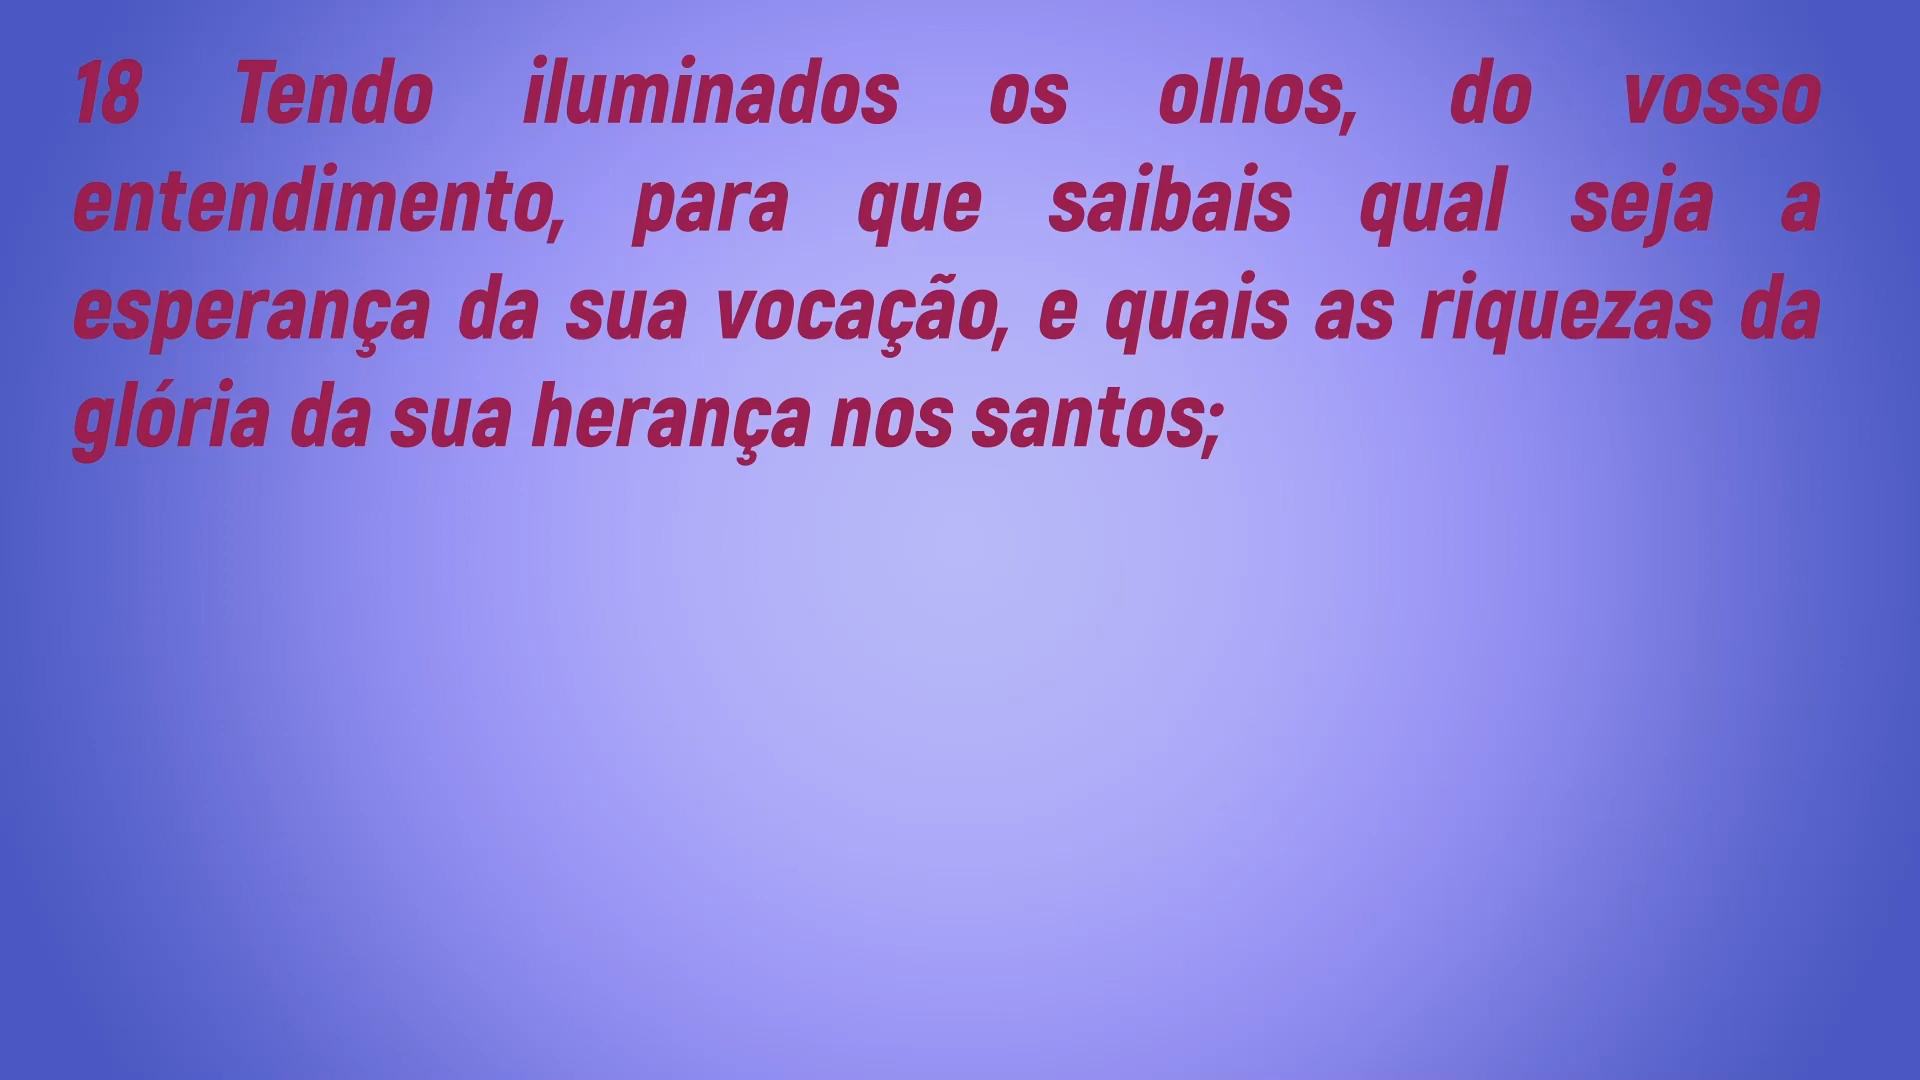 18 Tendo iluminados os olhos, do vosso
entendimento, para que saibais qual seja a
esperança da sua vocação, e quais as riquezas da
glória da sua herança nos santos;